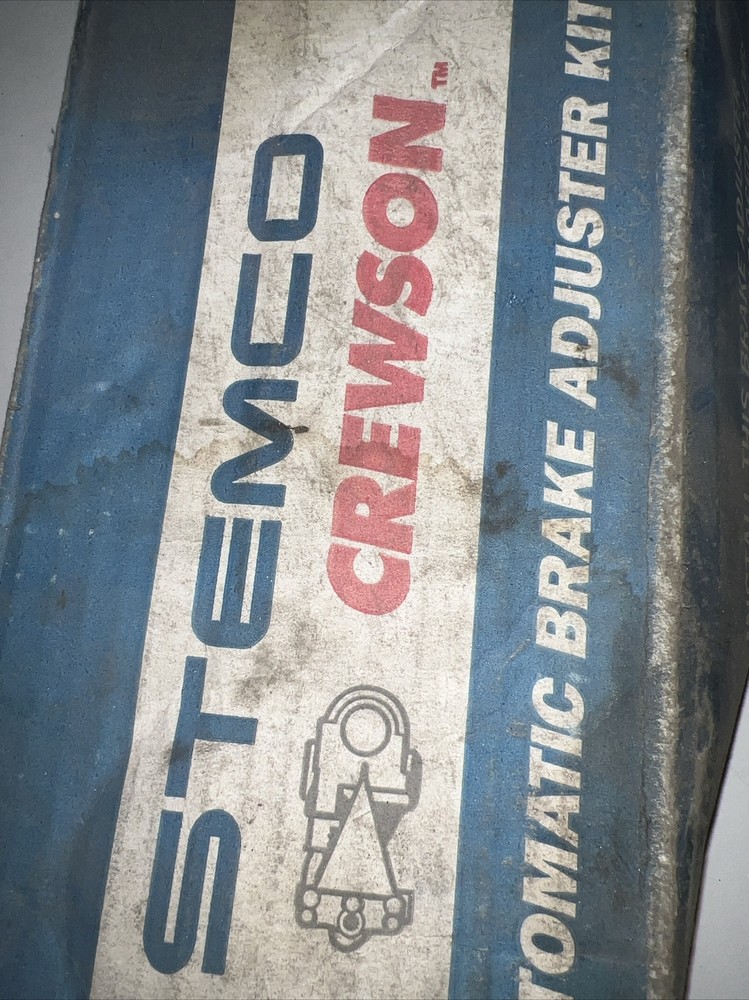 STEMCO
CREWSON™
TOMATIC BRAKE ADJUSTER KIT